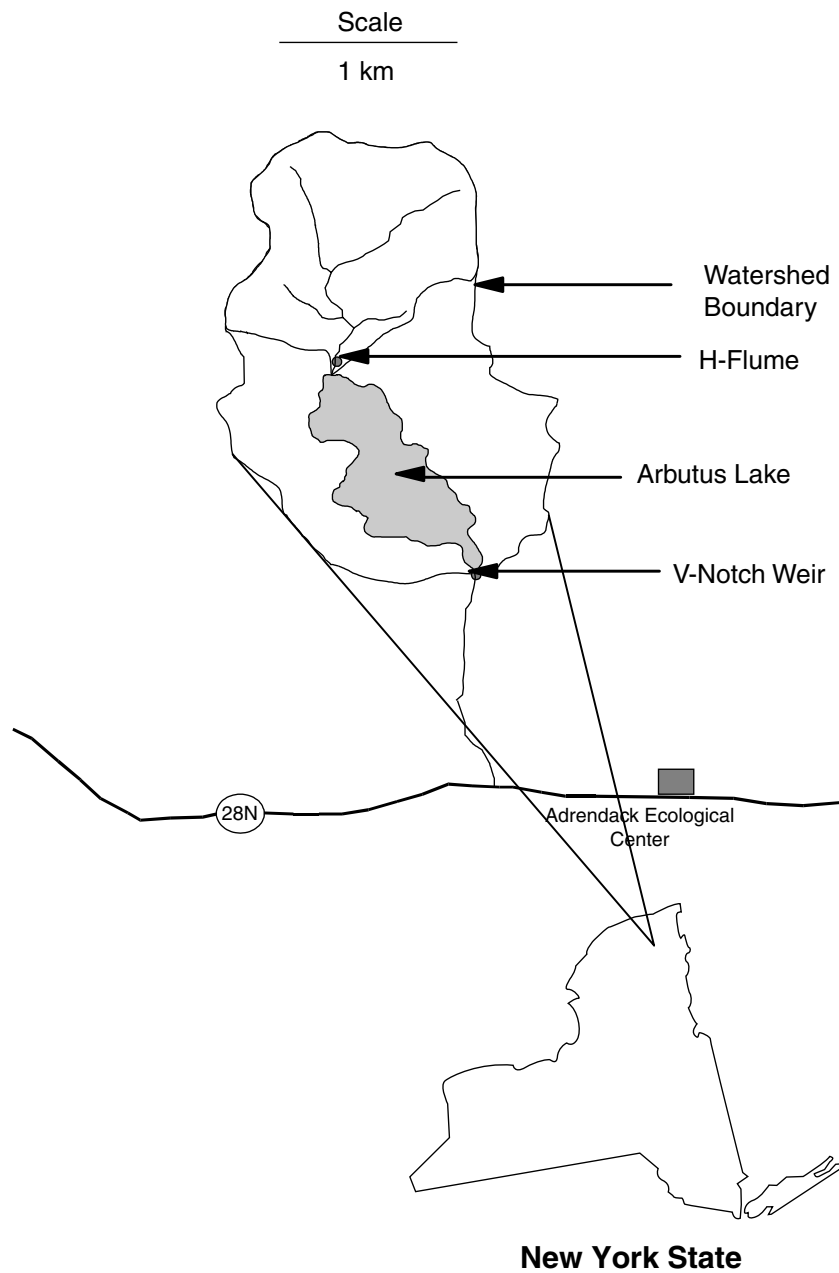 Scale
1 km
Watershed
Boundary
H-Flume
Arbutus Lake
V-Notch Weir
28N
Adrendack Ecological
Center
New York State